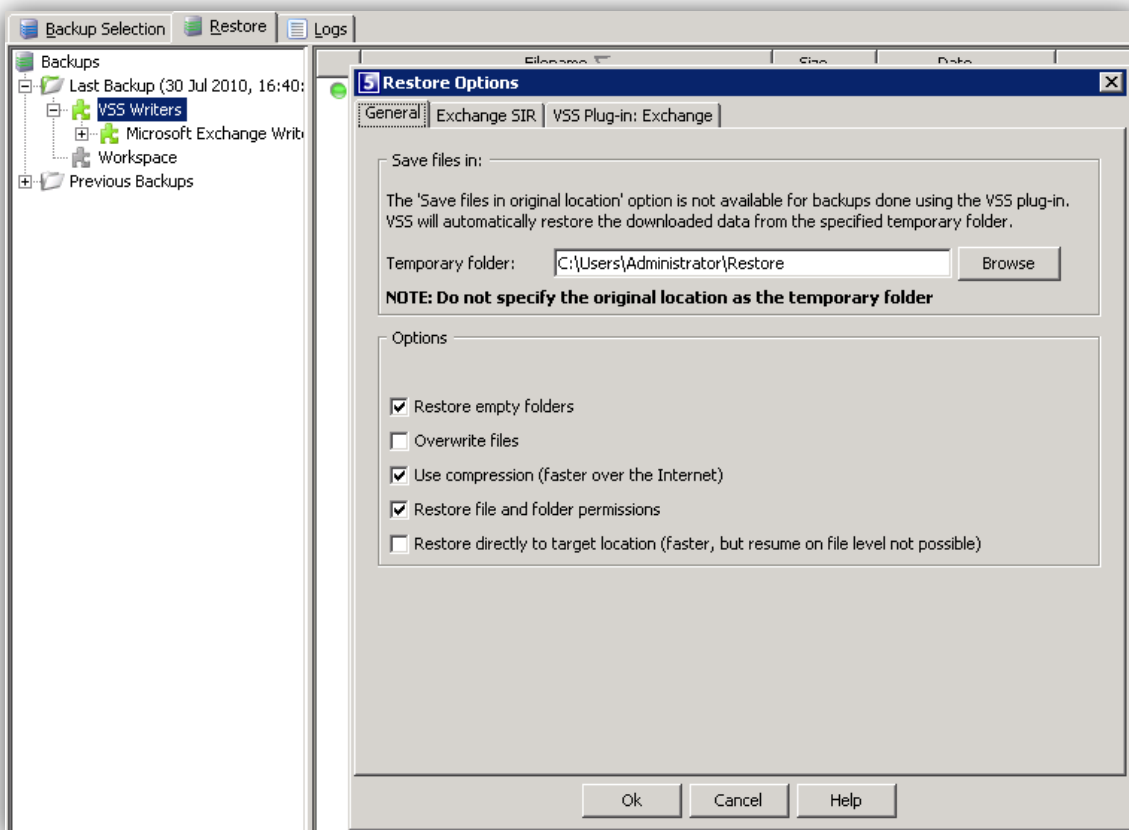 Backup Selection
Restore
Logs
Backups
Last Backup (30 Jul 2010, 16:40:
VSS Writers
Microsoft Exchange Write
Workspace
Previous Backups
Filename
Size
Date
5 Restore Options
General
Exchange SIR
VSS Plug-in: Exchange
Save files in:
The 'Save files in original location' option is not available for backups done using the VSS plug-in.
VSS will automatically restore the downloaded data from the specified temporary folder.
Temporary folder:
C:\Users\Administrator\Restore
Browse
NOTE: Do not specify the original location as the temporary folder
Options
Restore empty folders
Overwrite files
Use compression (faster over the Internet)
Restore file and folder permissions
Restore directly to target location (faster, but resume on file level not possible)
Ok
Cancel
Help